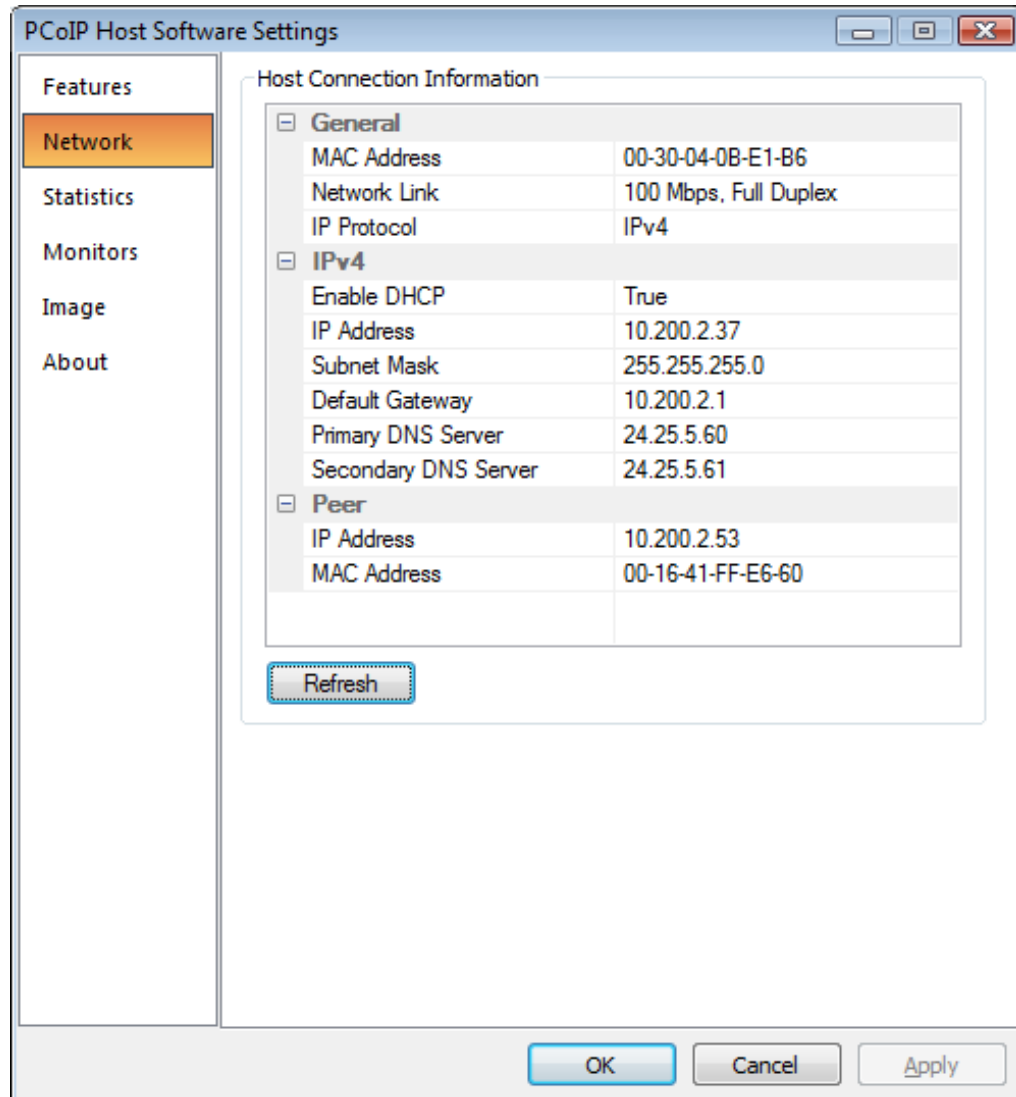 PCoIP Host Software Settings
Features
Network
Statistics
Monitors
Image
About
Host Connection Information
General
MAC Address 00-30-04-0B-E1-B6
Network Link 100 Mbps, Full Duplex
IP Protocol IPv4
IPv4
Enable DHCP True
IP Address 10.200.2.37
Subnet Mask 255.255.255.0
Default Gateway 10.200.2.1
Primary DNS Server 24.25.5.60
Secondary DNS Server 24.25.5.61
Peer
IP Address 10.200.2.53
MAC Address 00-16-41-FF-E6-60
Refresh
OK Cancel Apply